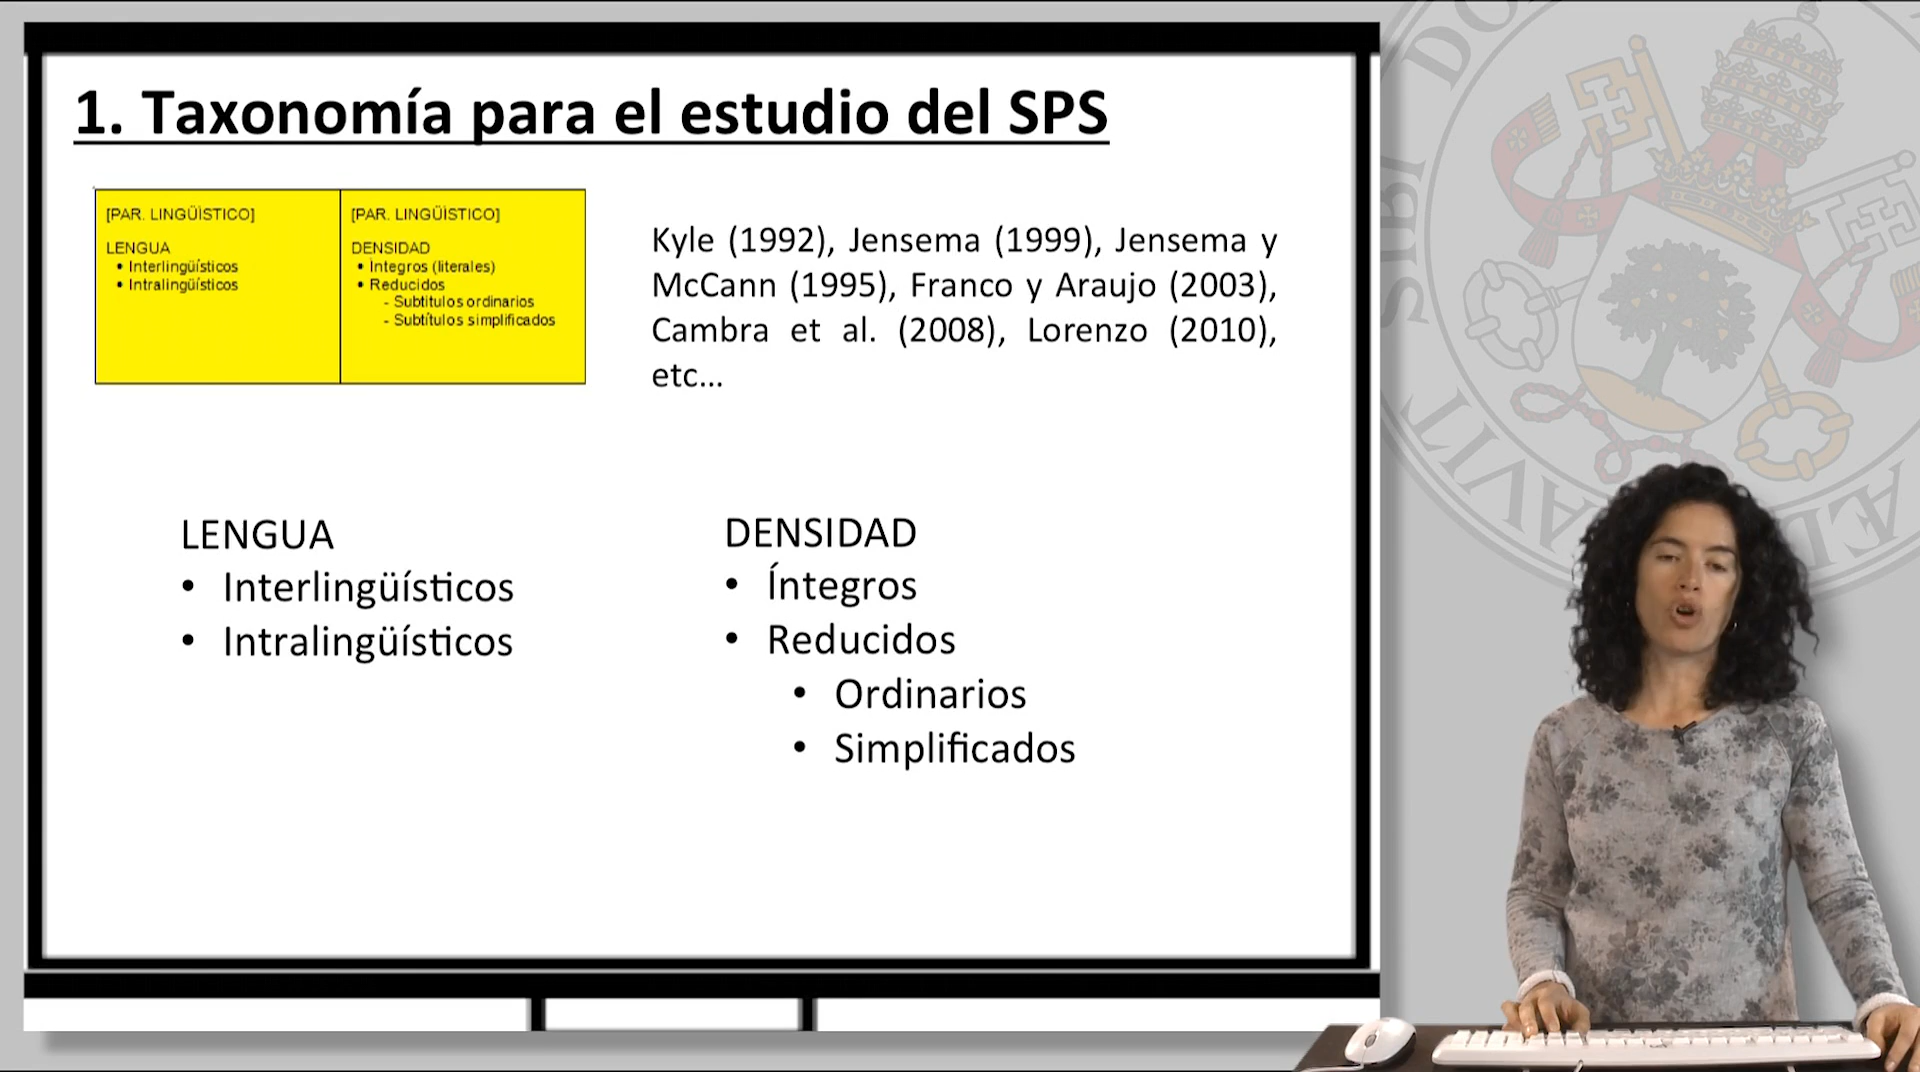 1. Taxonomía para el estudio del SPS
[PAR. LINGÜÍSTICO]
LENGUA
• Interlingüísticos
• Intralingüísticos
[PAR. LINGÜÍSTICO]
DENSIDAD
• Íntegros (literales)
• Reducidos
- Subtítulos ordinarios
- Subtítulos simplificados
Kyle (1992), Jensema (1999), Jensema y
McCann (1995), Franco y Araujo (2003),
Cambra et al. (2008), Lorenzo (2010),
etc…
LENGUA
• Interlingüísticos
• Intralingüísticos
DENSIDAD
• Íntegros
• Reducidos
• Ordinarios
• Simplificados
SIBI